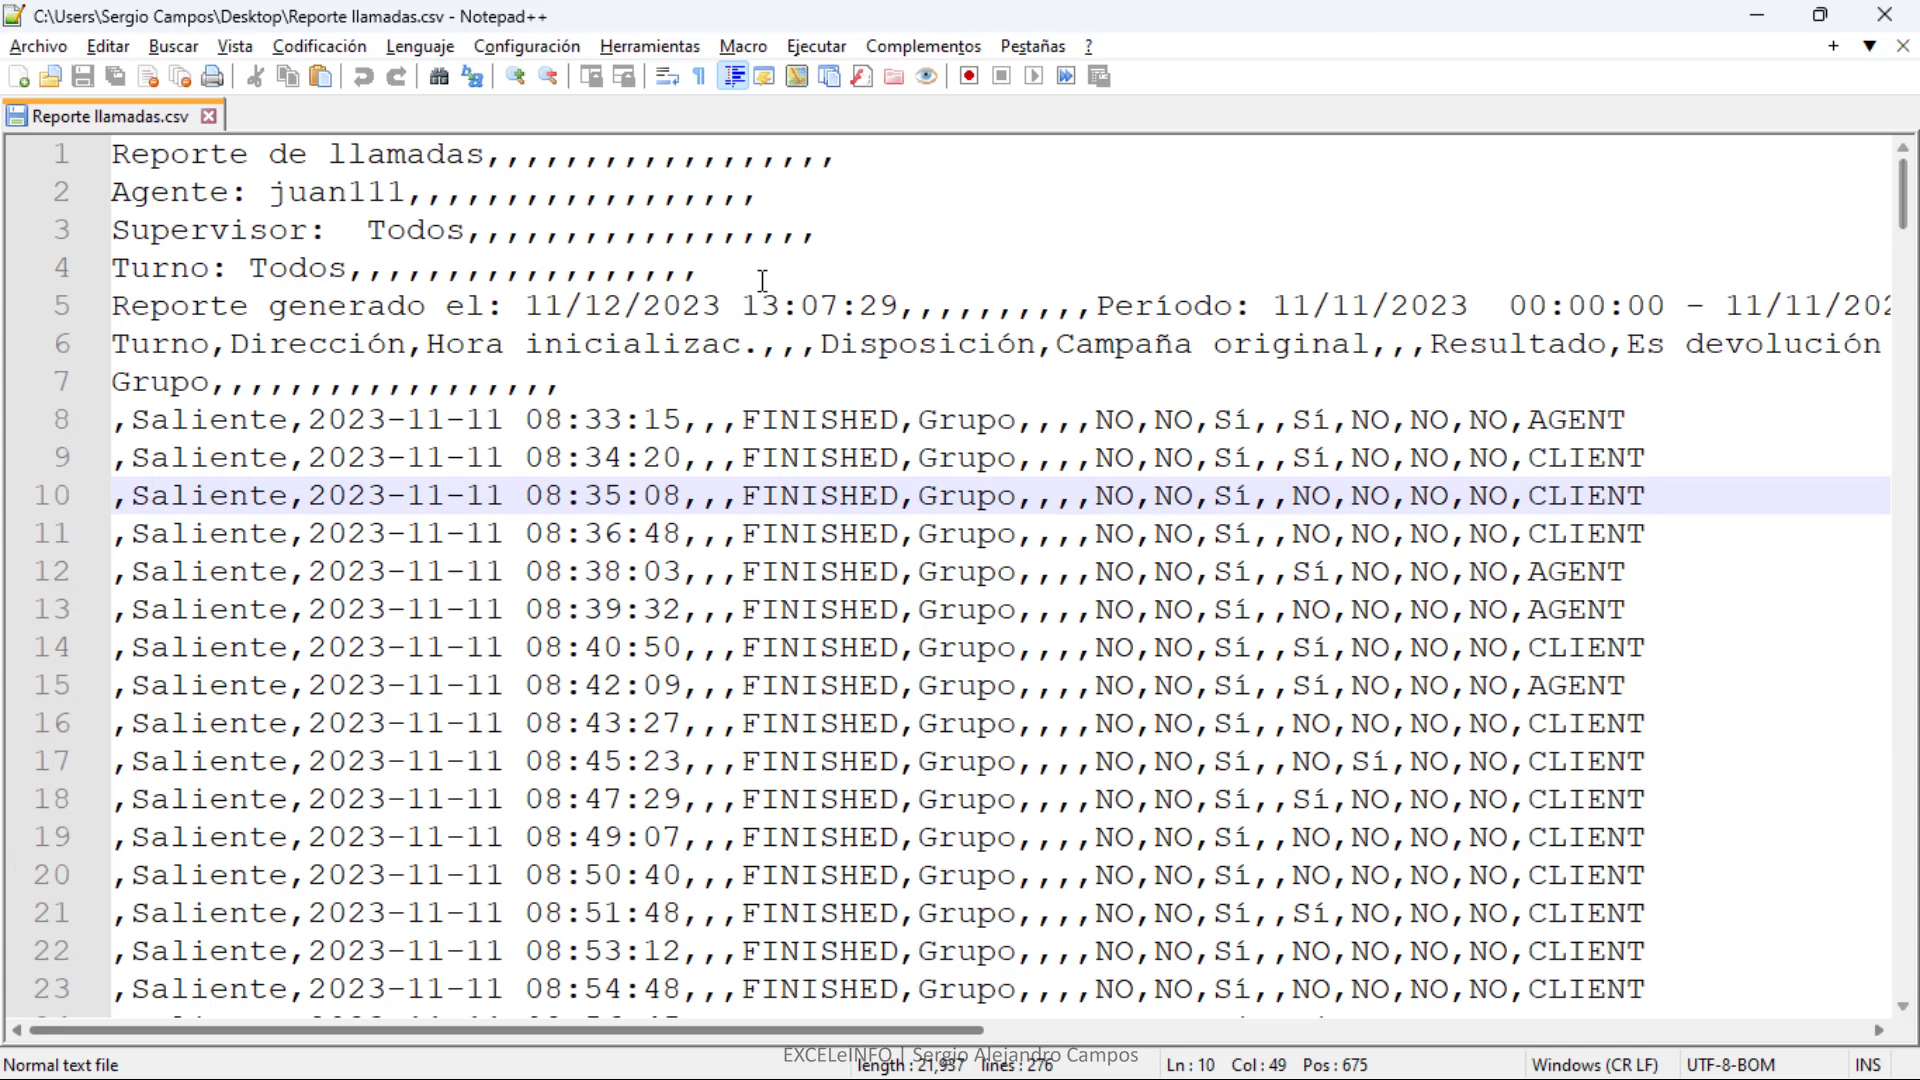 C:\Users\Sergio Campos\Desktop\Reporte llamadas.csv - Notepad++
Archivo Editar Buscar Vista Codificación Lenguaje Configuración Herramientas Macro Ejecutar Complementos Pestañas ?
Reporte llamadas.csv
1 Reporte de llamadas,,,,,,,,,,,,,,,,,,
2 Agente: juan111,,,,,,,,,,,,,,,,,,
3 Supervisor:  Todos,,,,,,,,,,,,,,,,,,
4 Turno: Todos,,,,,,,,,,,,,,,,,,
5 Reporte generado el: 11/12/2023 13:07:29,,,,,,,,,,Período: 11/11/2023  00:00:00 - 11/11/202
6 Turno,Dirección,Hora inicializac.,,,Disposición,Campaña original,,,Resultado,Es devolución
7 Grupo,,,,,,,,,,,,,,,,,,
8 ,Saliente,2023-11-11 08:33:15,,,FINISHED,Grupo,,,,NO,NO,Sí,,Sí,NO,NO,NO,AGENT
9 ,Saliente,2023-11-11 08:34:20,,,FINISHED,Grupo,,,,NO,NO,Sí,,Sí,NO,NO,NO,CLIENT
10 ,Saliente,2023-11-11 08:35:08,,,FINISHED,Grupo,,,,NO,NO,Sí,,NO,NO,NO,NO,CLIENT
11 ,Saliente,2023-11-11 08:36:48,,,FINISHED,Grupo,,,,NO,NO,Sí,,NO,NO,NO,NO,CLIENT
12 ,Saliente,2023-11-11 08:38:03,,,FINISHED,Grupo,,,,NO,NO,Sí,,Sí,NO,NO,NO,AGENT
13 ,Saliente,2023-11-11 08:39:32,,,FINISHED,Grupo,,,,NO,NO,Sí,,NO,NO,NO,NO,AGENT
14 ,Saliente,2023-11-11 08:40:50,,,FINISHED,Grupo,,,,NO,NO,Sí,,Sí,NO,NO,NO,CLIENT
15 ,Saliente,2023-11-11 08:42:09,,,FINISHED,Grupo,,,,NO,NO,Sí,,Sí,NO,NO,NO,AGENT
16 ,Saliente,2023-11-11 08:43:27,,,FINISHED,Grupo,,,,NO,NO,Sí,,NO,NO,NO,NO,CLIENT
17 ,Saliente,2023-11-11 08:45:23,,,FINISHED,Grupo,,,,NO,NO,Sí,,NO,Sí,NO,NO,CLIENT
18 ,Saliente,2023-11-11 08:47:29,,,FINISHED,Grupo,,,,NO,NO,Sí,,Sí,NO,NO,NO,CLIENT
19 ,Saliente,2023-11-11 08:49:07,,,FINISHED,Grupo,,,,NO,NO,Sí,,NO,NO,NO,NO,CLIENT
20 ,Saliente,2023-11-11 08:50:40,,,FINISHED,Grupo,,,,NO,NO,Sí,,NO,NO,NO,NO,CLIENT
21 ,Saliente,2023-11-11 08:51:48,,,FINISHED,Grupo,,,,NO,NO,Sí,,Sí,NO,NO,NO,CLIENT
22 ,Saliente,2023-11-11 08:53:12,,,FINISHED,Grupo,,,,NO,NO,Sí,,NO,NO,NO,NO,CLIENT
23 ,Saliente,2023-11-11 08:54:48,,,FINISHED,Grupo,,,,NO,NO,Sí,,NO,NO,NO,NO,CLIENT
EXCELeINFO | Sergio Alejandro Campos
Normal text file length : 21,937 lines : 276 Ln : 10 Col : 49 Pos : 675 Windows (CR LF) UTF-8-BOM INS